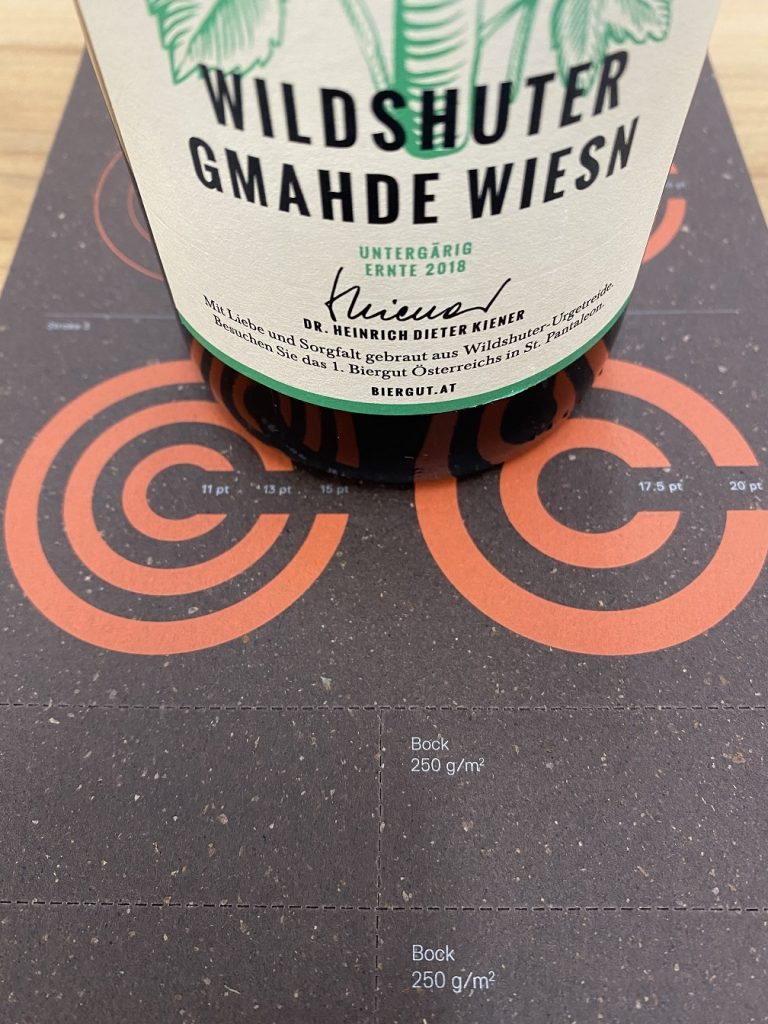 WILDSHUTER
GMAHDE WIESN
UNTERGÄRIG
ERNTE 2018
DR. HEINRICH DIETER KIENER
Mit Liebe und Sorgfalt gebraut aus Wildshuter-Urgetreide.
Besuchen Sie das 1. Biergut Österreichs in St. Pantaleon.
BIERGUT.AT
11 pt 13 pt 15 pt
17.5 pt 20 pt
Bock
250 g/m²
Bock
250 g/m²